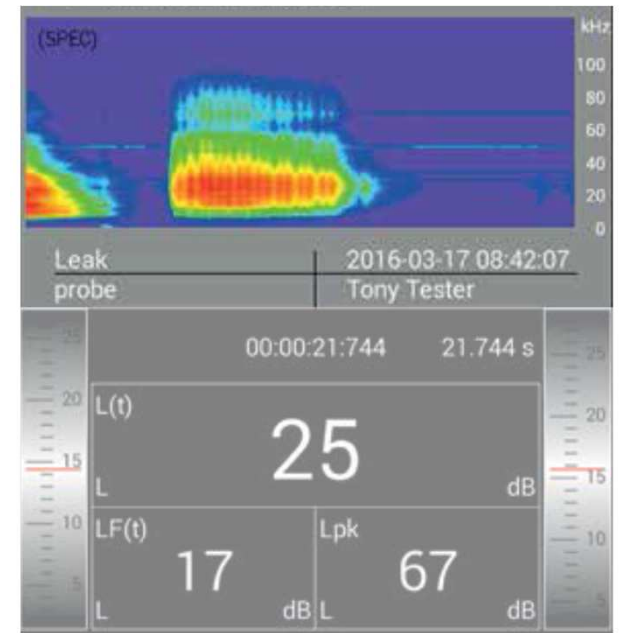 (SPEC)
kHz
100
80
60
40
20
0
Leak 2016-03-17 08:42:07
probe Tony Tester
00:00:21:744 21.744 s
25 25
20 20
15 15
10 10
5 5
L(t)
25
L dB
LF(t) Lpk
17 67
L dB L dB